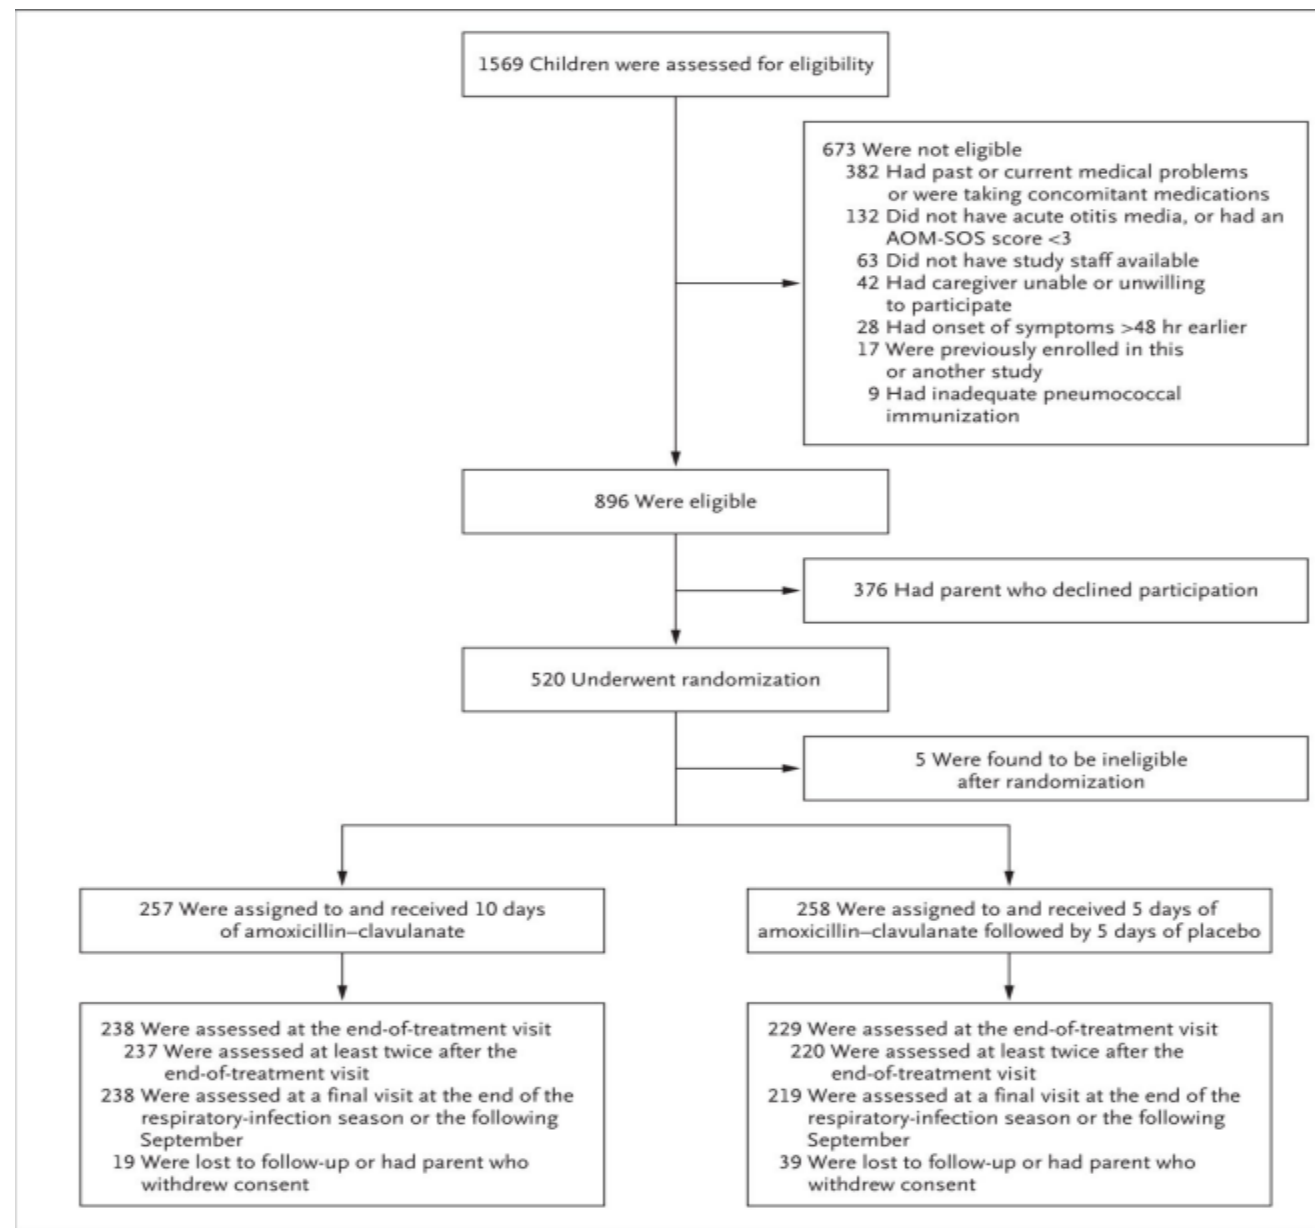 1569 Children were assessed for eligibility
673 Were not eligible
382 Had past or current medical problems
or were taking concomitant medications
132 Did not have acute otitis media, or had an
AOM-SOS score <3
63 Did not have study staff available
42 Had caregiver unable or unwilling
to participate
28 Had onset of symptoms >48 hr earlier
17 Were previously enrolled in this
or another study
9 Had inadequate pneumococcal
immunization
896 Were eligible
376 Had parent who declined participation
520 Underwent randomization
5 Were found to be ineligible
after randomization
257 Were assigned to and received 10 days
of amoxicillin–clavulanate
258 Were assigned to and received 5 days of
amoxicillin–clavulanate followed by 5 days of placebo
238 Were assessed at the end-of-treatment visit
237 Were assessed at least twice after the
end-of-treatment visit
238 Were assessed at a final visit at the end of the
respiratory-infection season or the following
September
19 Were lost to follow-up or had parent who
withdrew consent
229 Were assessed at the end-of-treatment visit
220 Were assessed at least twice after the
end-of-treatment visit
219 Were assessed at a final visit at the end of the
respiratory-infection season or the following
September
39 Were lost to follow-up or had parent who
withdrew consent